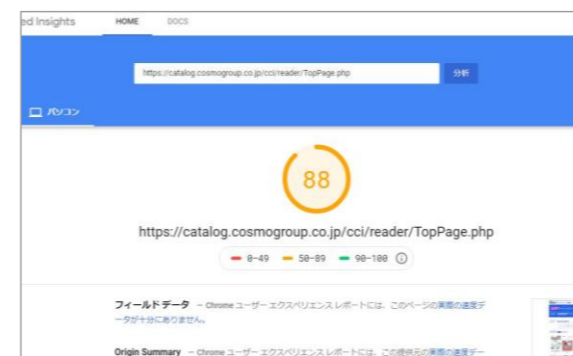 ed Insights HOME DOCS
https://catalog.cosmogroup.co.jp/cci/reader/TopPage.php 分析
パソコン
88
https://catalog.cosmogroup.co.jp/cci/reader/TopPage.php
0-49 50-89 90-100
フィールド データ – Chrome ユーザー エクスペリエンス レポートには、このページの実際の速度デ
ータが十分にありません。
Origin Summary – Chrome ユーザー エクスペリエンス レポートには、この提供元の実際の速度デー